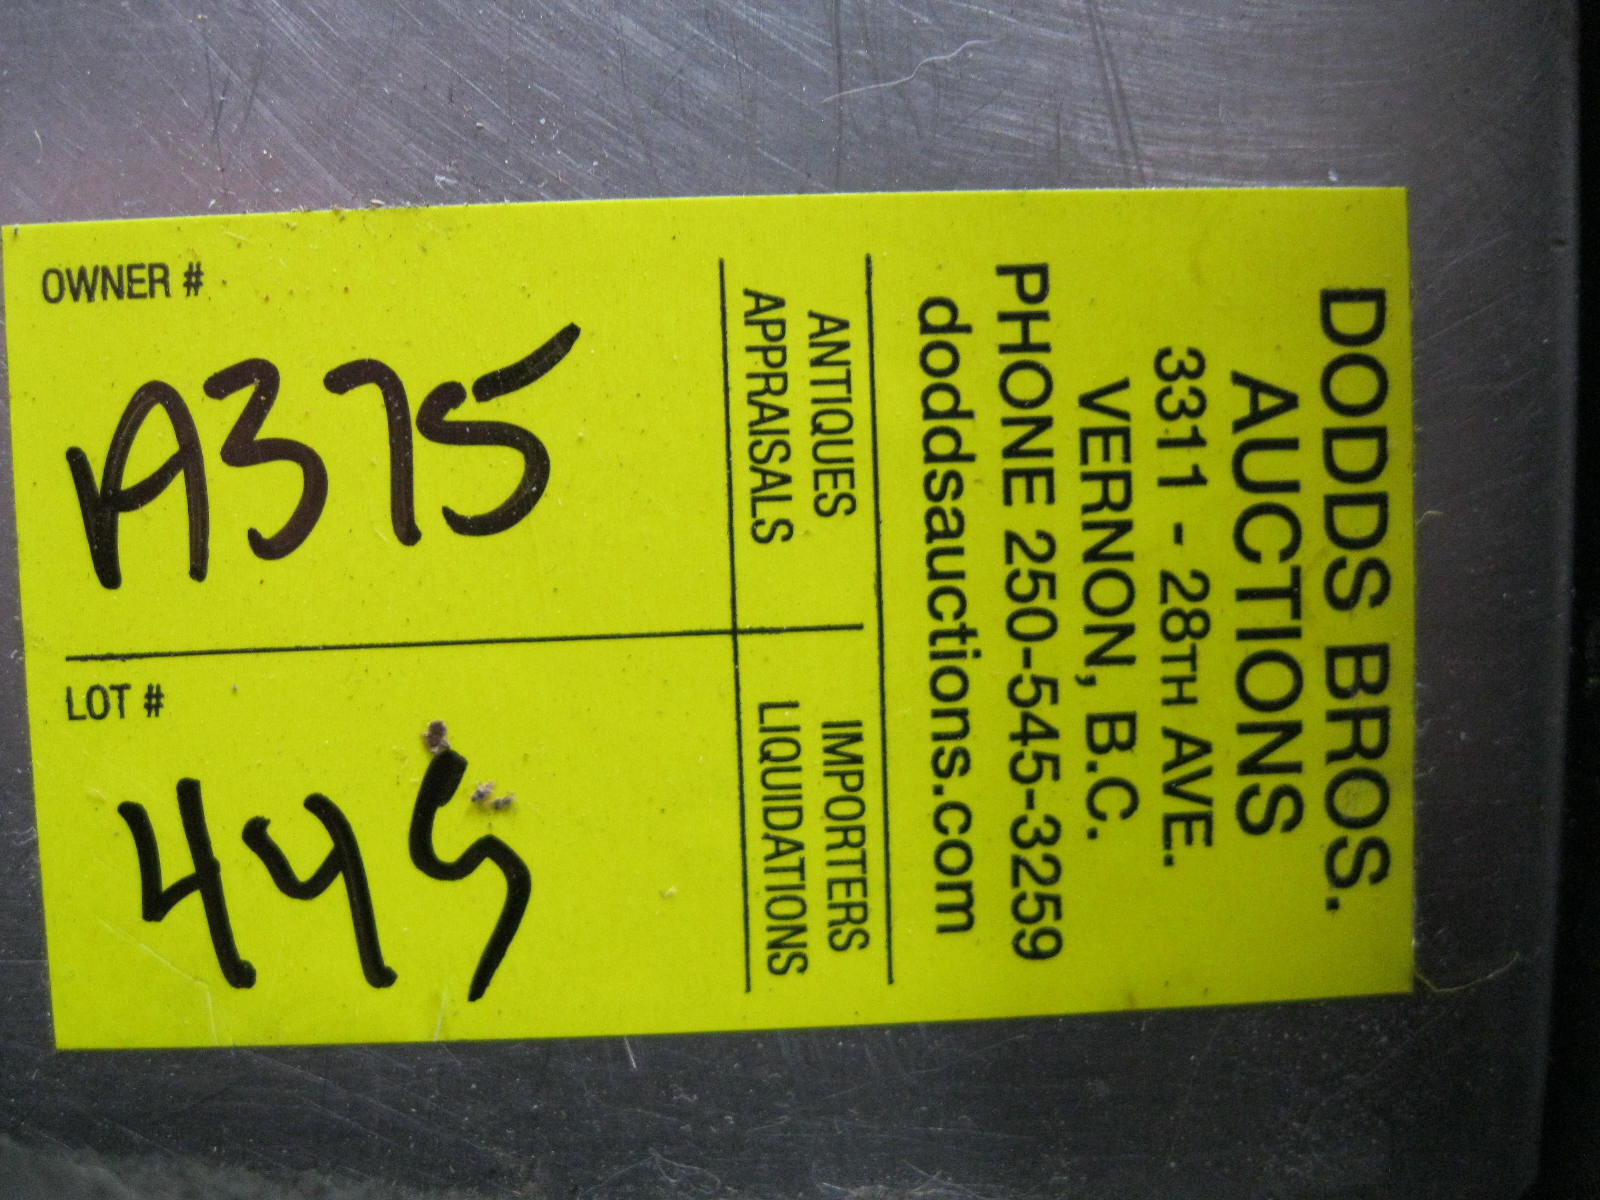 DODDS BROS.
AUCTIONS
3311 - 28TH AVE.
VERNON, B.C.
PHONE 250-545-3259
doddsauctions.com
ANTIQUES
APPRAISALS
IMPORTERS
LIQUIDATIONS
OWNER #
A375
LOT #
445